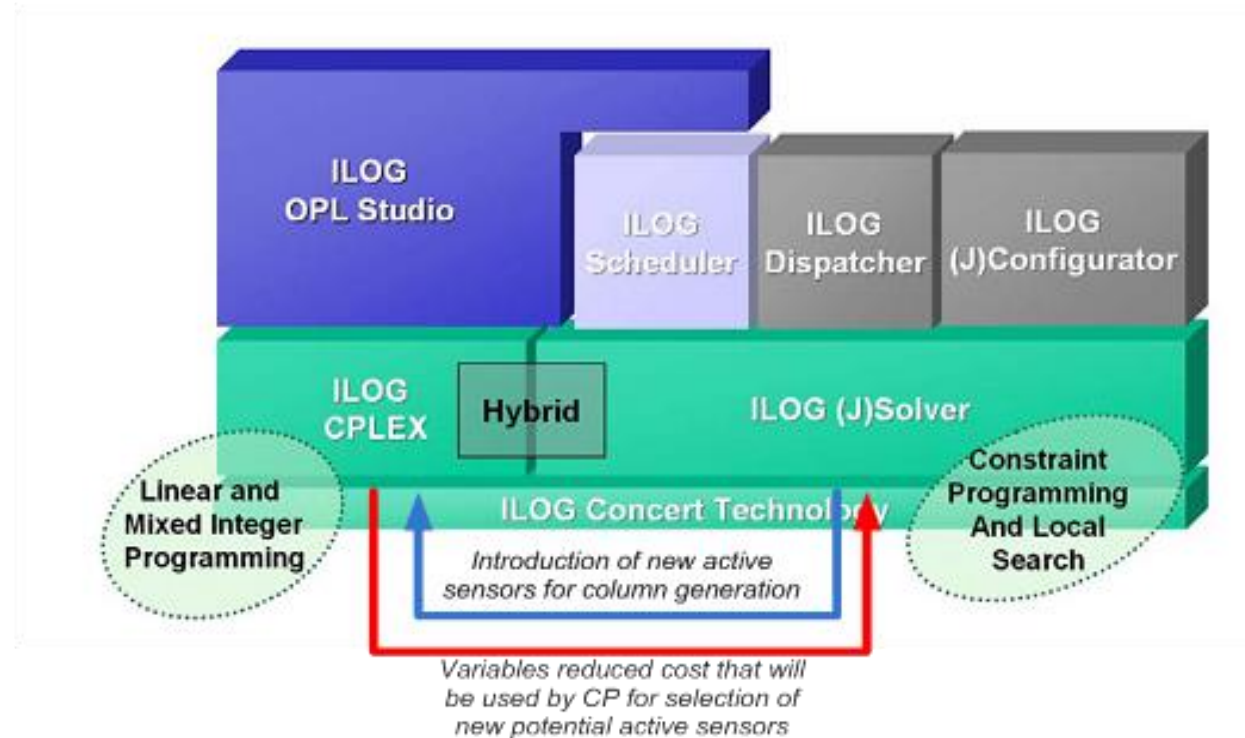 ILOG
OPL Studio
ILOG
Scheduler
ILOG
Dispatcher
ILOG
(J)Configurator
ILOG
CPLEX
Hybrid
ILOG (J)Solver
Linear and
Mixed Integer
Programming
Constraint
Programming
And Local
Search
ILOG Concert Technology
Introduction of new active
sensors for column generation
Variables reduced cost that will
be used by CP for selection of
new potential active sensors